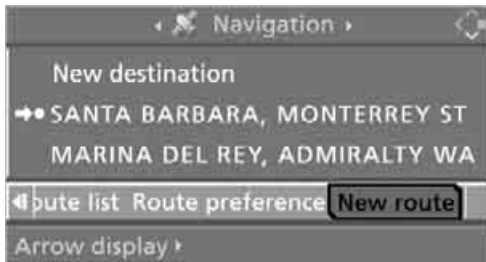 Navigation
New destination
SANTA BARBARA, MONTERREY ST
MARINA DEL REY, ADMIRALTY WA
oute list Route preference New route
Arrow display